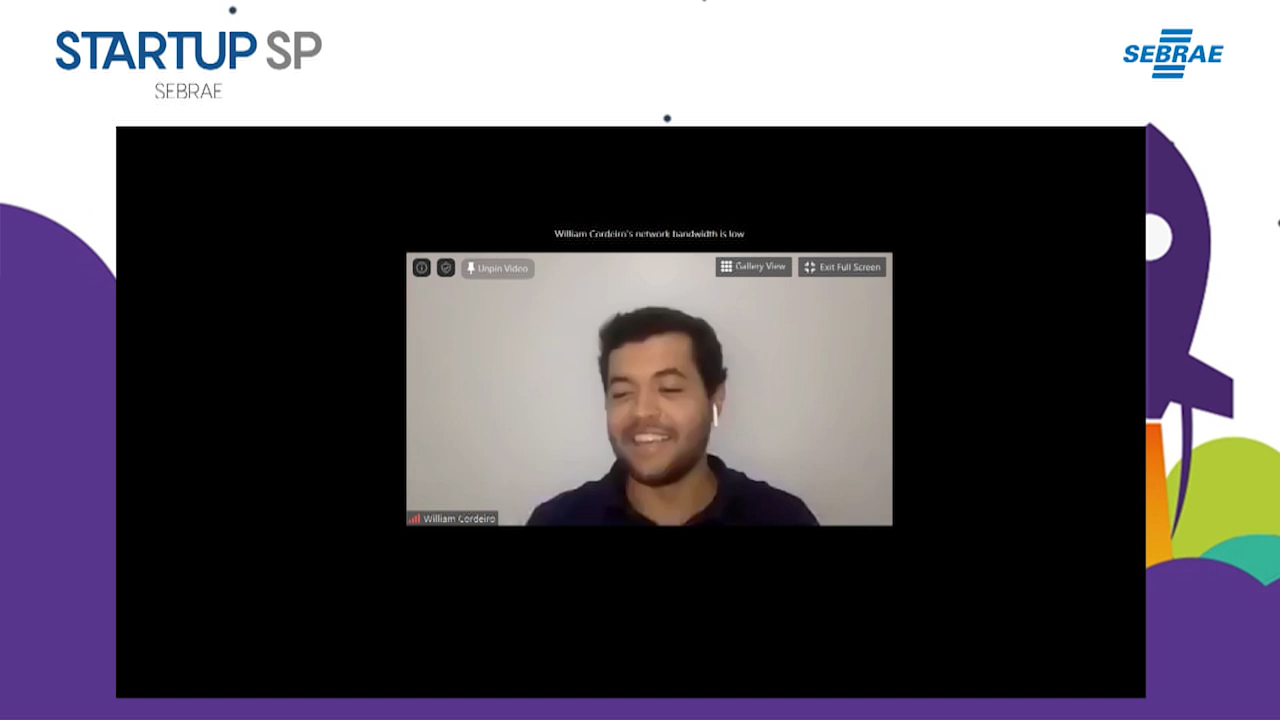 STARTUP SP
SEBRAE
SEBRAE
William Cordeiro's network bandwidth is low
Unpin Video
Gallery View
Exit Full Screen
William Cordeiro